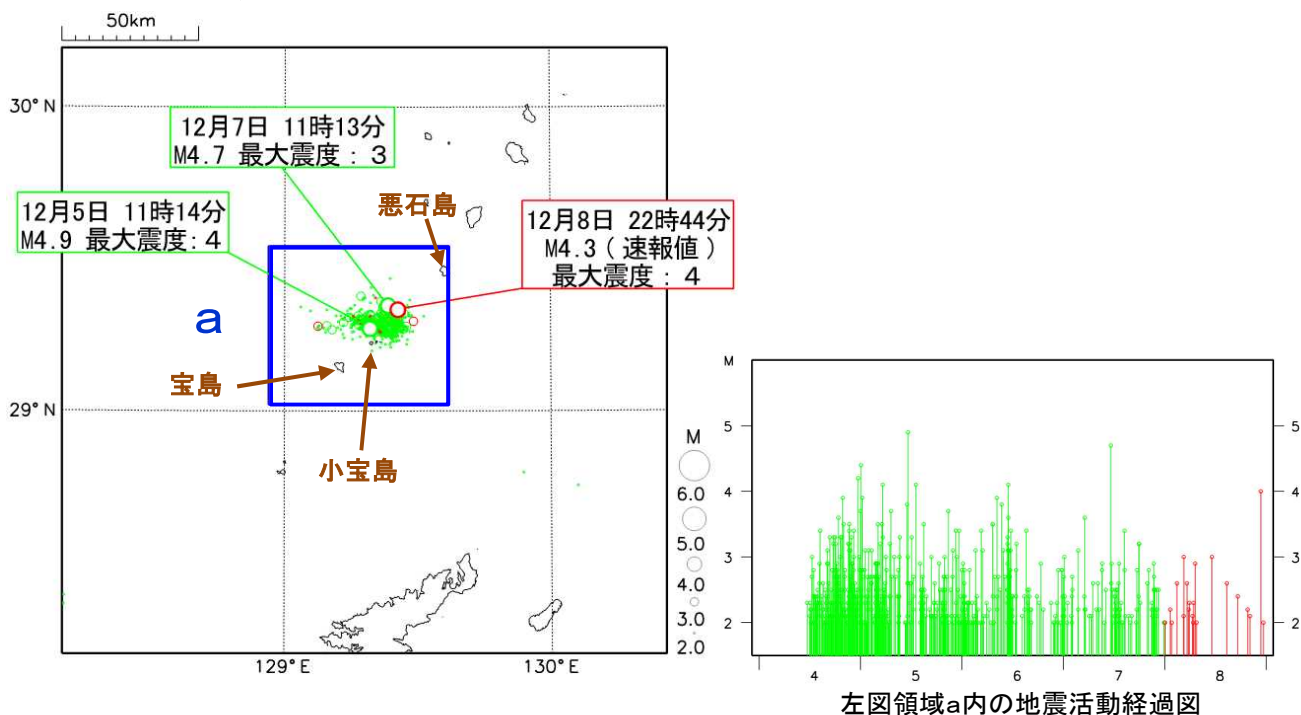 50km
30°N
12月7日 11時13分
M4.7 最大震度：３
12月5日 11時14分
M4.9 最大震度：４
悪石島
12月8日 22時44分
M4.3（速報値）
最大震度：４
a
宝島
29°N
小宝島
129°E
130°E
M
6.0
5.0
4.0
3.0
2.0
M
5
4
3
2
5
4
3
2
4
5
6
7
8
左図領域a内の地震活動経過図